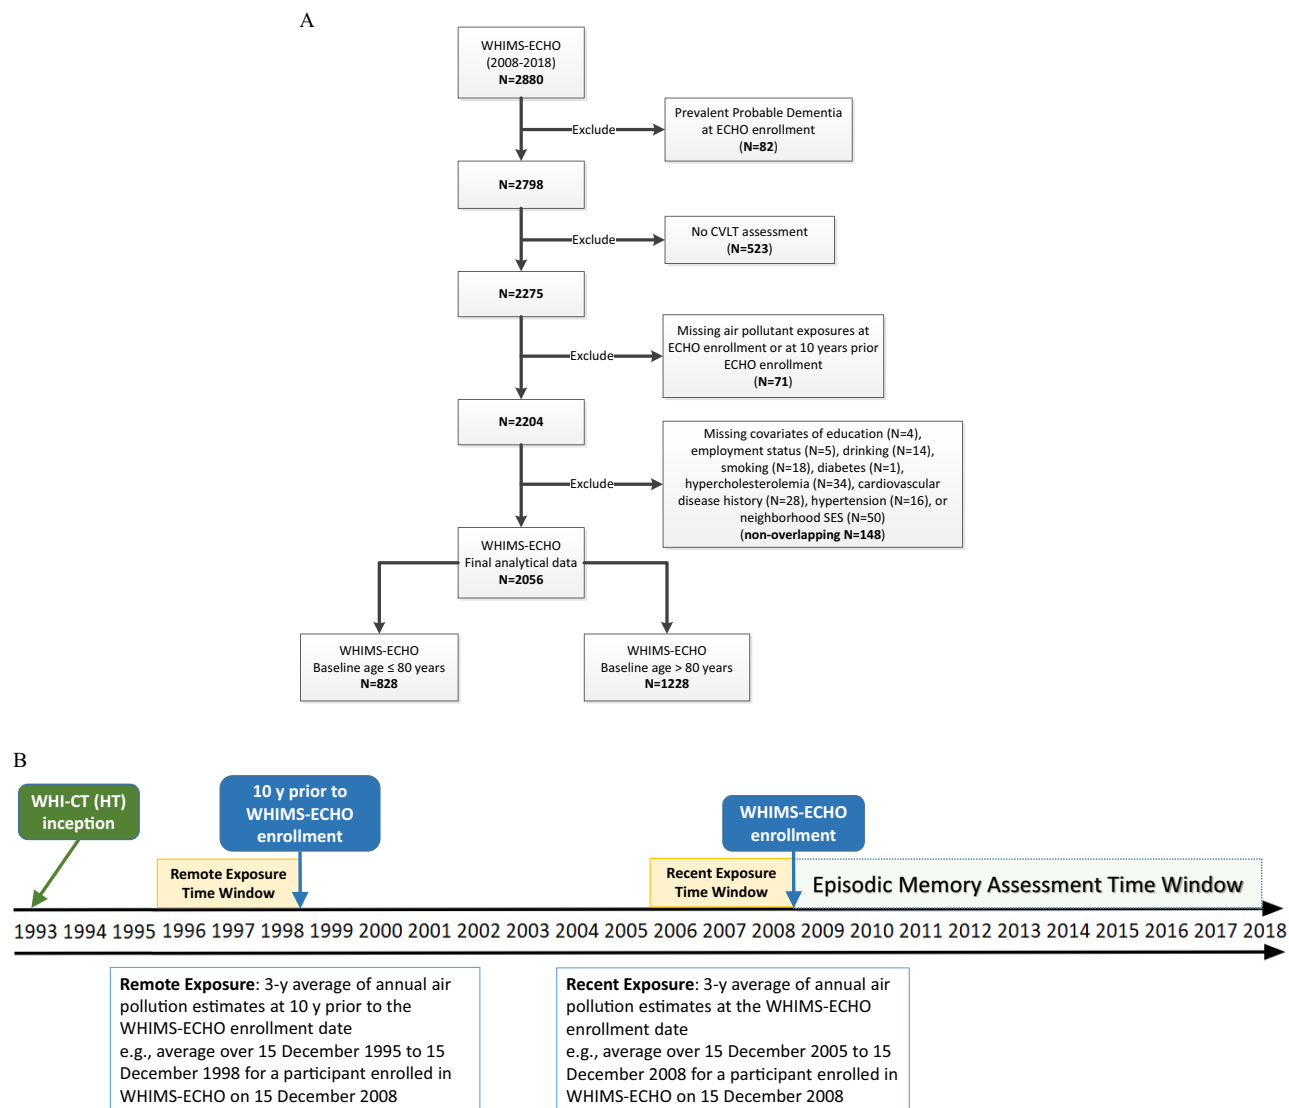 A
WHIMS-ECHO
(2008-2018)
N=2880
Exclude
Prevalent Probable Dementia
at ECHO enrollment
(N=82)
N=2798
Exclude
No CVLT assessment
(N=523)
N=2275
Exclude
Missing air pollutant exposures at
ECHO enrollment or at 10 years prior
ECHO enrollment
(N=71)
N=2204
Exclude
Missing covariates of education (N=4),
employment status (N=5), drinking (N=14),
smoking (N=18), diabetes (N=1),
hypercholesterolemia (N=34), cardiovascular
disease history (N=28), hypertension (N=16), or
neighborhood SES (N=50)
(non-overlapping N=148)
WHIMS-ECHO
Final analytical data
N=2056
WHIMS-ECHO
Baseline age ≤ 80 years
N=828
WHIMS-ECHO
Baseline age > 80 years
N=1228
B
WHI-CT (HT)
inception
10 y prior to
WHIMS-ECHO
enrollment
WHIMS-ECHO
enrollment
Remote Exposure
Time Window
Recent Exposure
Time Window
Episodic Memory Assessment Time Window
1993 1994 1995 1996 1997 1998 1999 2000 2001 2002 2003 2004 2005 2006 2007 2008 2009 2010 2011 2012 2013 2014 2015 2016 2017 2018
Remote Exposure: 3-y average of annual air
pollution estimates at 10 y prior to the
WHIMS-ECHO enrollment date
e.g., average over 15 December 1995 to 15
December 1998 for a participant enrolled in
WHIMS-ECHO on 15 December 2008
Recent Exposure: 3-y average of annual air
pollution estimates at the WHIMS-ECHO
enrollment date
e.g., average over 15 December 2005 to 15
December 2008 for a participant enrolled in
WHIMS-ECHO on 15 December 2008